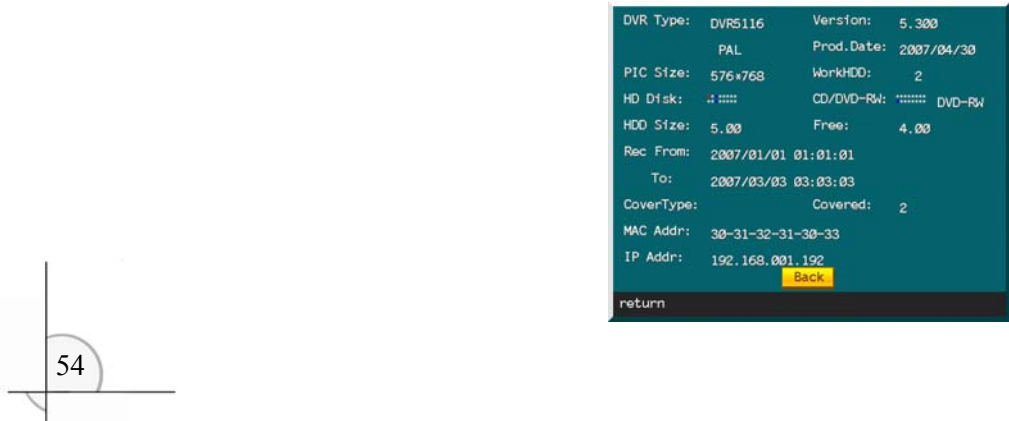 DVR Type: DVR5116 Version: 5.300
PAL Prod.Date: 2007/04/30
PIC Size: 576*768 WorkHDD: 2
HD Disk: CD/DVD-RW: DVD-RW
HDD Size: 5.00 Free: 4.00
Rec From: 2007/01/01 01:01:01
To: 2007/03/03 03:03:03
CoverType: Covered: 2
MAC Addr: 30-31-32-31-30-33
IP Addr: 192.168.001.192
Back
return
54